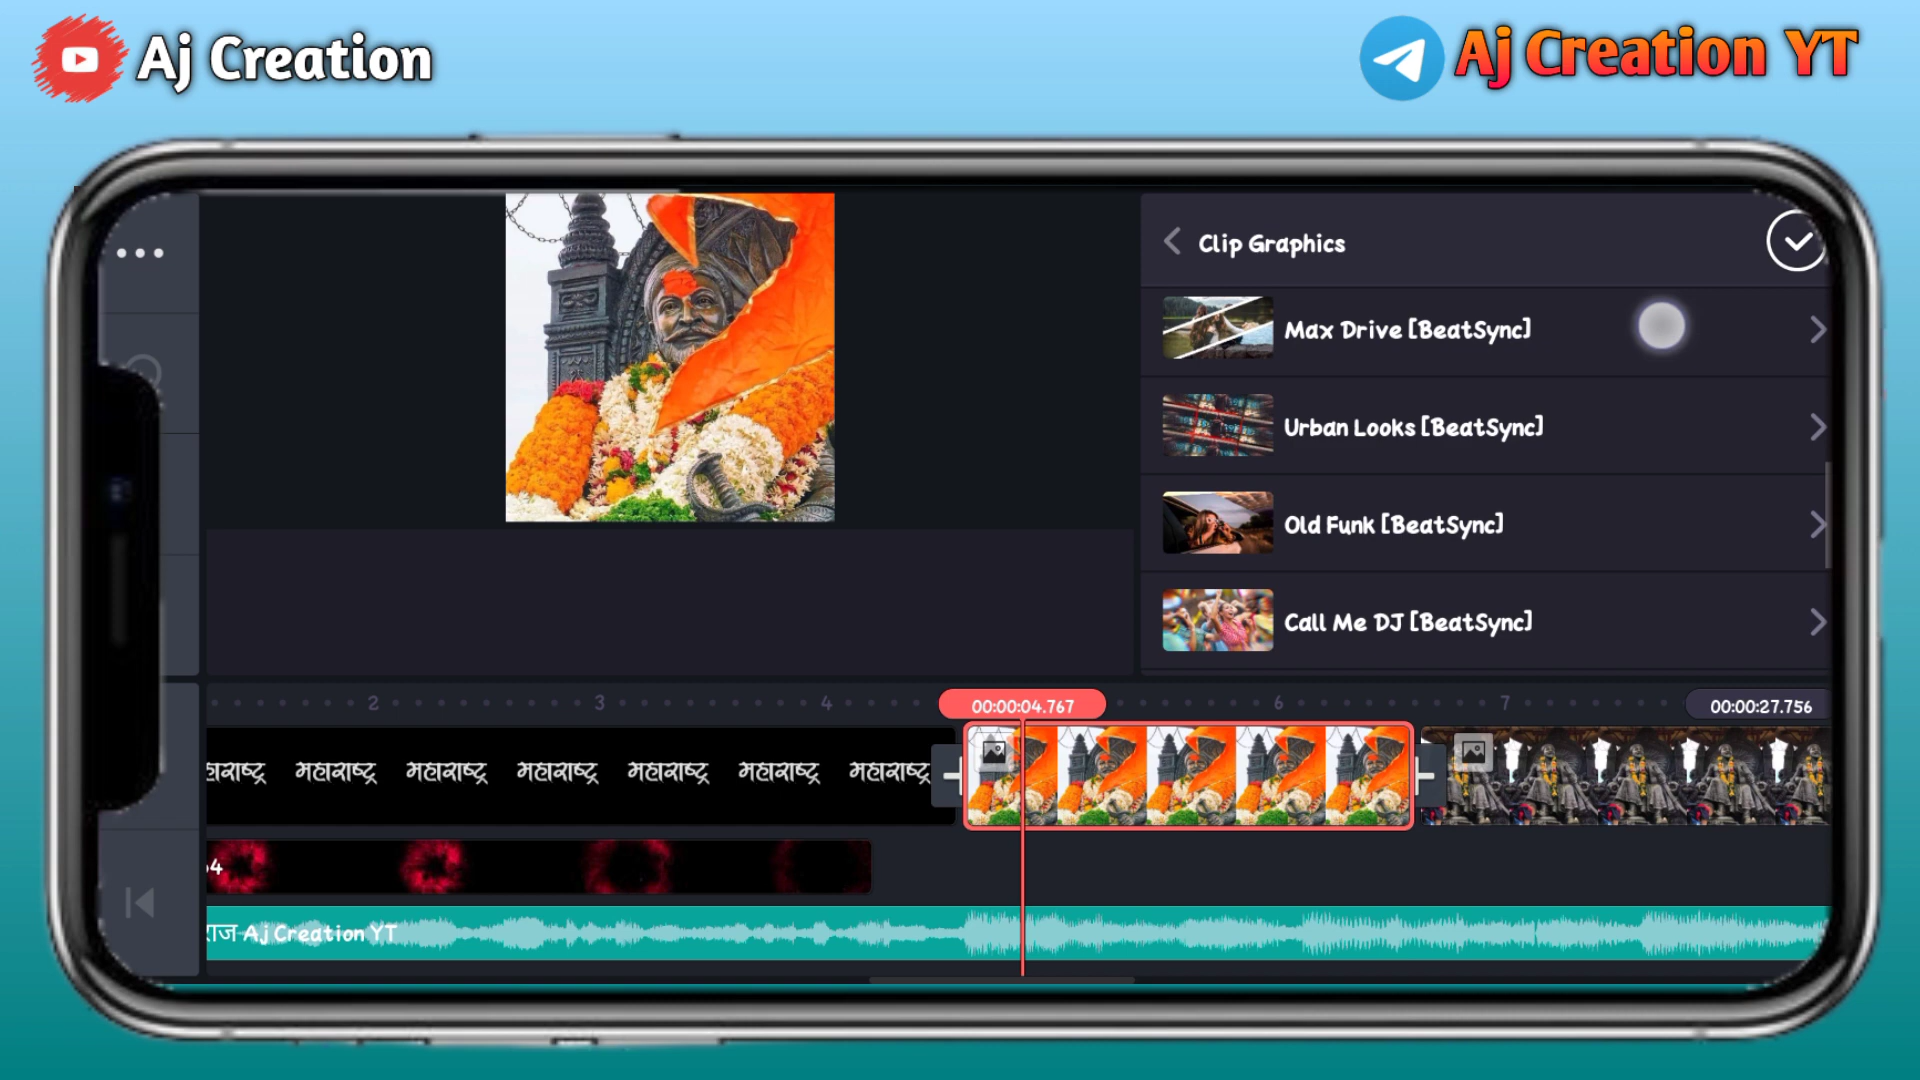 Aj Creation
Aj Creation YT
Clip Graphics
Max Drive [BeatSync]
Urban Looks [BeatSync]
Old Funk [BeatSync]
Call Me DJ [BeatSync]
2 3 4 6 7
00:00:04.767
00:00:27.756
महाराष्ट्र महाराष्ट्र महाराष्ट्र महाराष्ट्र महाराष्ट्र महाराष्ट्र
Aj Creation YT